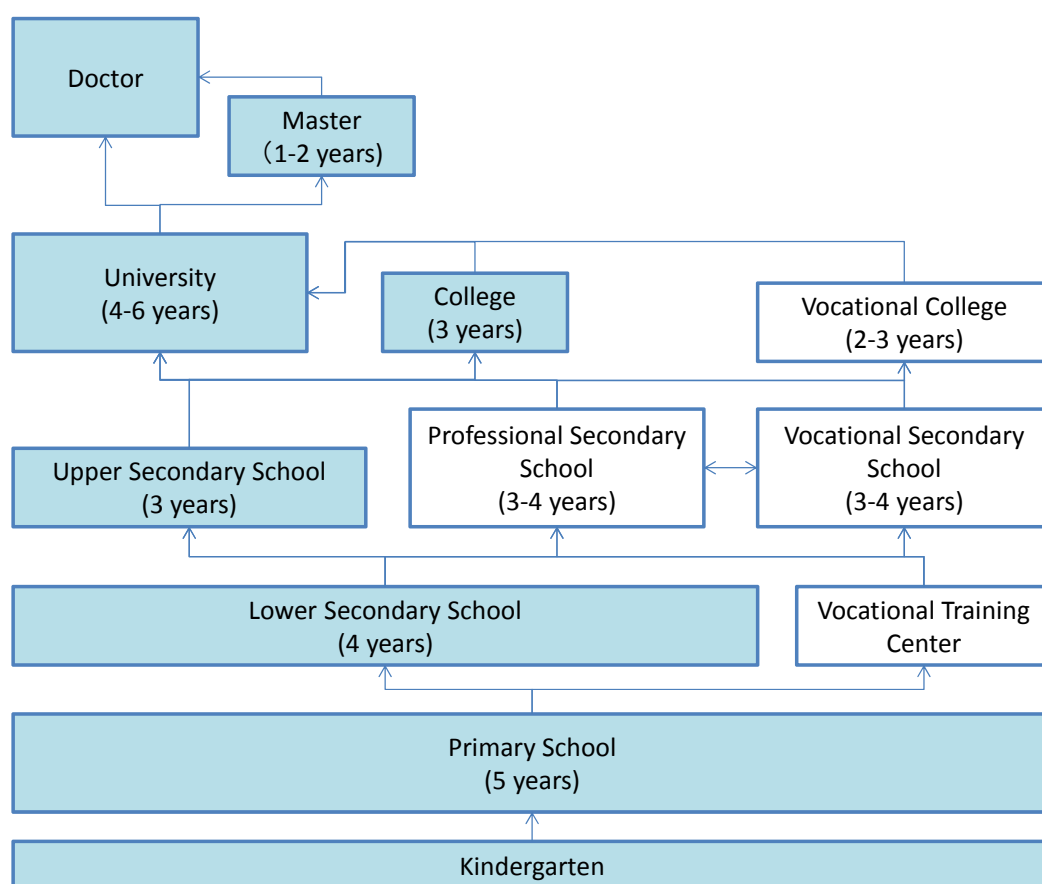 Doctor
Master
(1-2 years)
University
(4-6 years)
College
(3 years)
Vocational College
(2-3 years)
Upper Secondary School
(3 years)
Professional Secondary
School
(3-4 years)
Vocational Secondary
School
(3-4 years)
Lower Secondary School
(4 years)
Vocational Training
Center
Primary School
(5 years)
Kindergarten